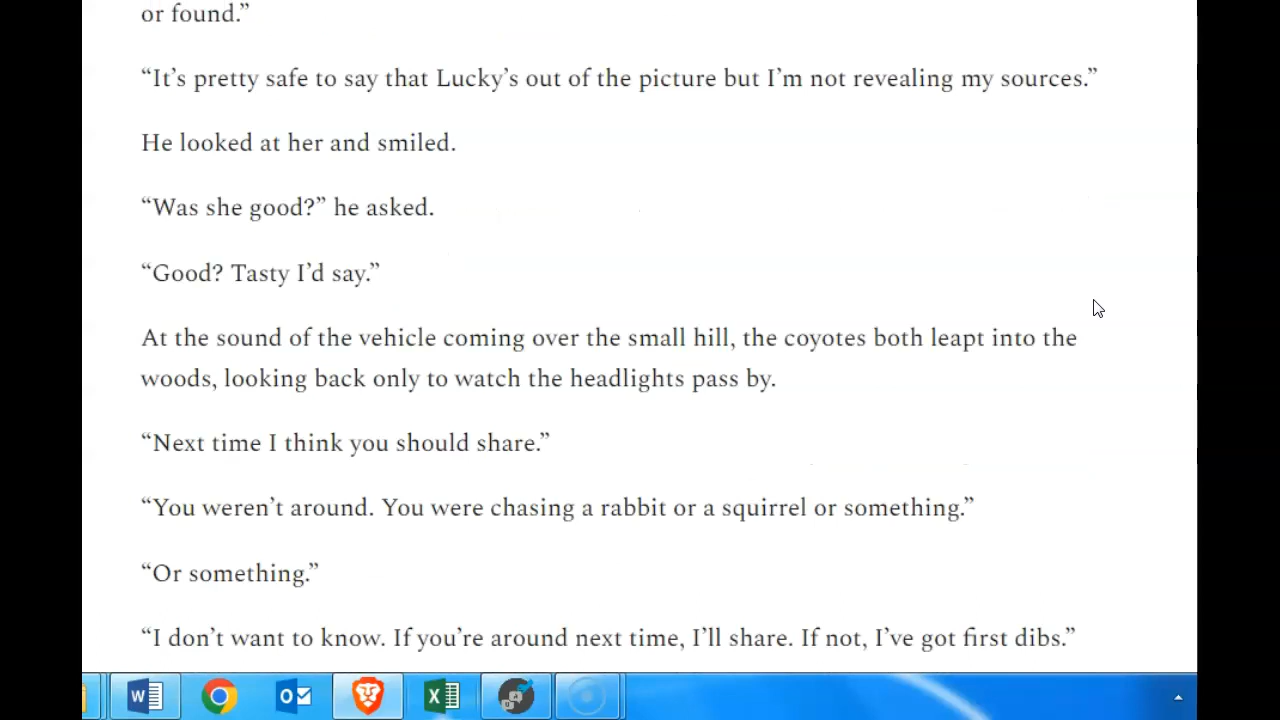 or found.”
“It’s pretty safe to say that Lucky’s out of the picture but I’m not revealing my sources.”
He looked at her and smiled.
“Was she good?” he asked.
“Good? Tasty I’d say.”
At the sound of the vehicle coming over the small hill, the coyotes both leapt into the
woods, looking back only to watch the headlights pass by.
“Next time I think you should share.”
“You weren’t around. You were chasing a rabbit or a squirrel or something.”
“Or something.”
“I don’t want to know. If you’re around next time, I’ll share. If not, I’ve got first dibs.”